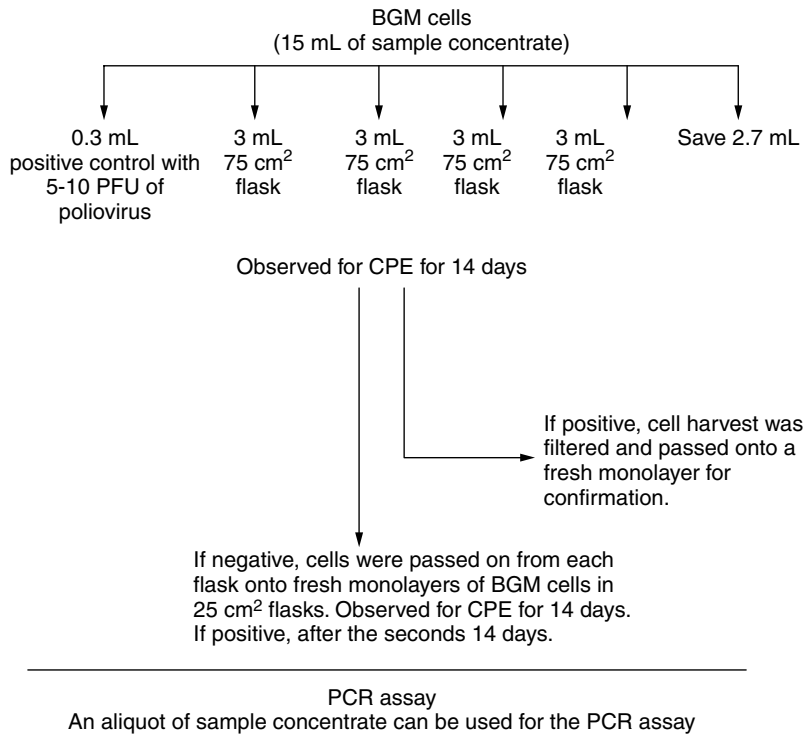 BGM cells
(15 mL of sample concentrate)
0.3 mL
positive control with
5-10 PFU of
poliovirus
3 mL
75 cm²
flask
3 mL
75 cm²
flask
3 mL
75 cm²
flask
3 mL
75 cm²
flask
Save 2.7 mL
Observed for CPE for 14 days
If positive, cell harvest was
filtered and passed onto a
fresh monolayer for
confirmation.
If negative, cells were passed on from each
flask onto fresh monolayers of BGM cells in
25 cm² flasks. Observed for CPE for 14 days.
If positive, after the seconds 14 days.
PCR assay
An aliquot of sample concentrate can be used for the PCR assay